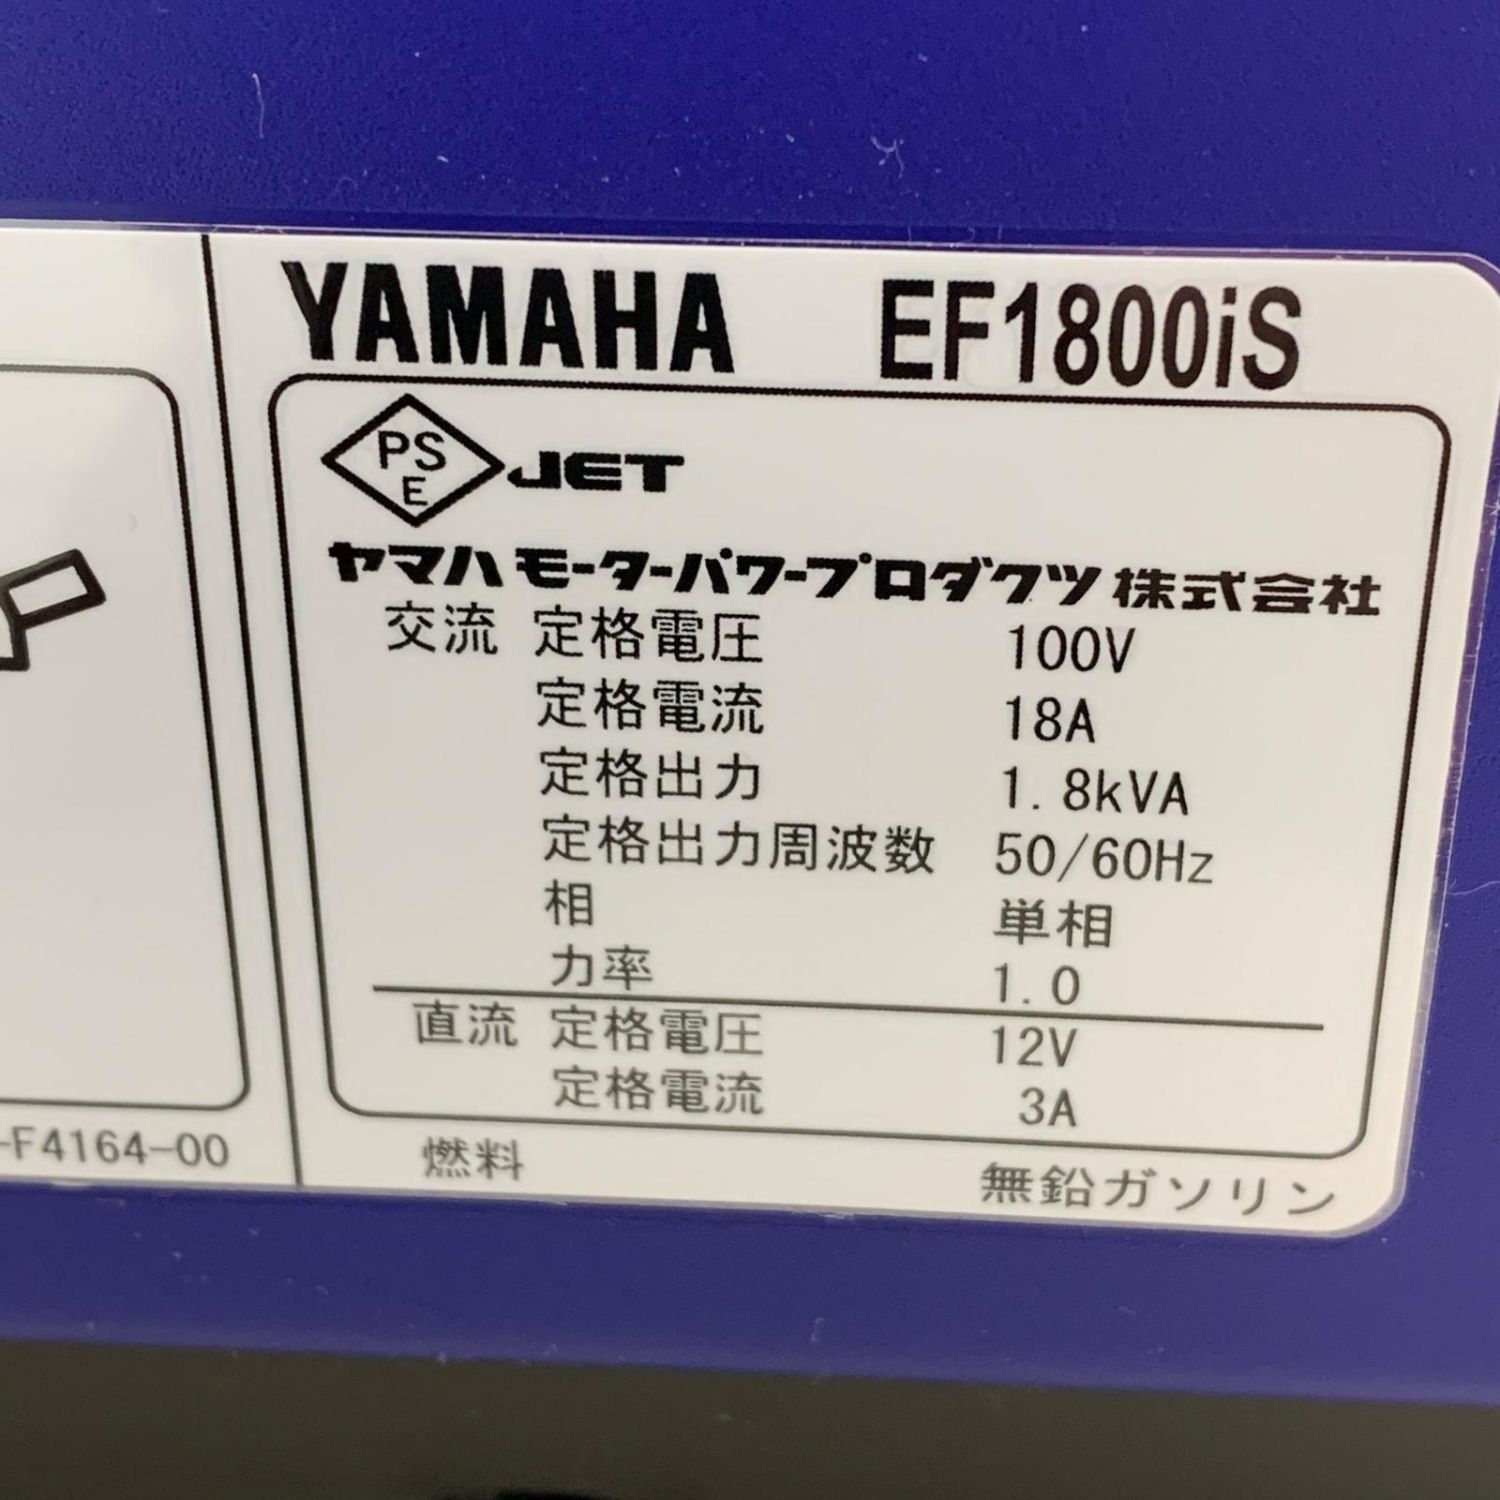 YAMAHA EF1800iS
PS
E
JET
ヤマハモーターパワープロダクツ株式会社
交流 定格電圧 100V
定格電流 18A
定格出力 1.8kVA
定格出力周波数 50/60Hz
相 単相
力率 1.0
直流 定格電圧 12V
定格電流 3A
燃料 無鉛ガソリン
-F4164-00